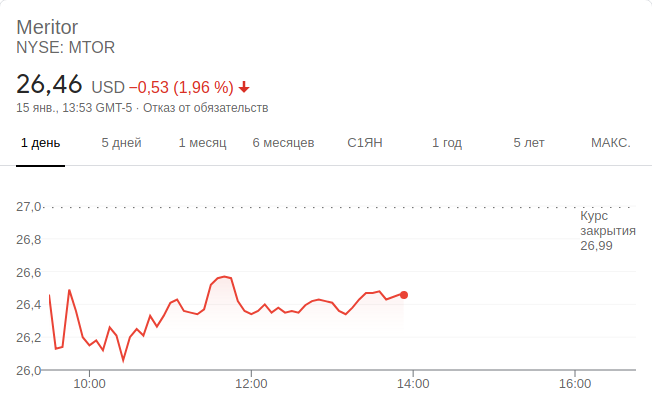 Meritor
NYSE: MTOR
26,46 USD −0,53 (1,96 %)
15 янв., 13:53 GMT-5 · Отказ от обязательств
1 день 5 дней 1 месяц 6 месяцев С1ЯН 1 год 5 лет МАКС.
27,0
Курс
закрытия
26,99
26,8
26,6
26,4
26,2
26,0
10:00 12:00 14:00 16:00